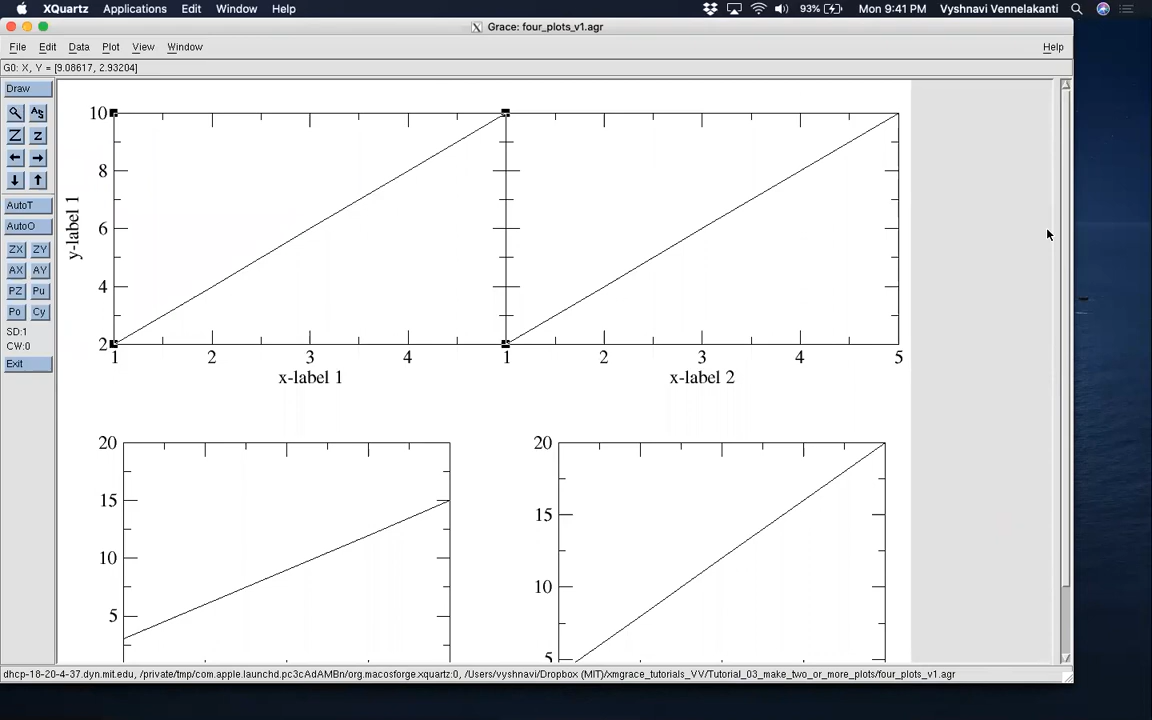 XQuartz Applications Edit Window Help 93% Mon 9:41 PM Vyshnavi Vennelakanti
Grace: four_plots_v1.agr
File Edit Data Plot View Window Help
G0: X, Y = [9.08617, 2.93204]
Draw
Z z
AutoT
AutoO
ZX ZY
AX AY
PZ Pu
Po Cy
SD:1
CW:0
Exit
10
8
6
4
2
y-label 1
1 2 3 4 1 2 3 4 5
x-label 1 x-label 2
20 20
15 15
10 10
5 5
dhcp-18-20-4-37.dyn.mit.edu, /private/tmp/com.apple.launchd.pc3cAdAMBn/org.macosforge.xquartz:0, /Users/vyshnavi/Dropbox (MIT)/xmgrace_tutorials_VV/Tutorial_03_make_two_or_more_plots/four_plots_v1.agr